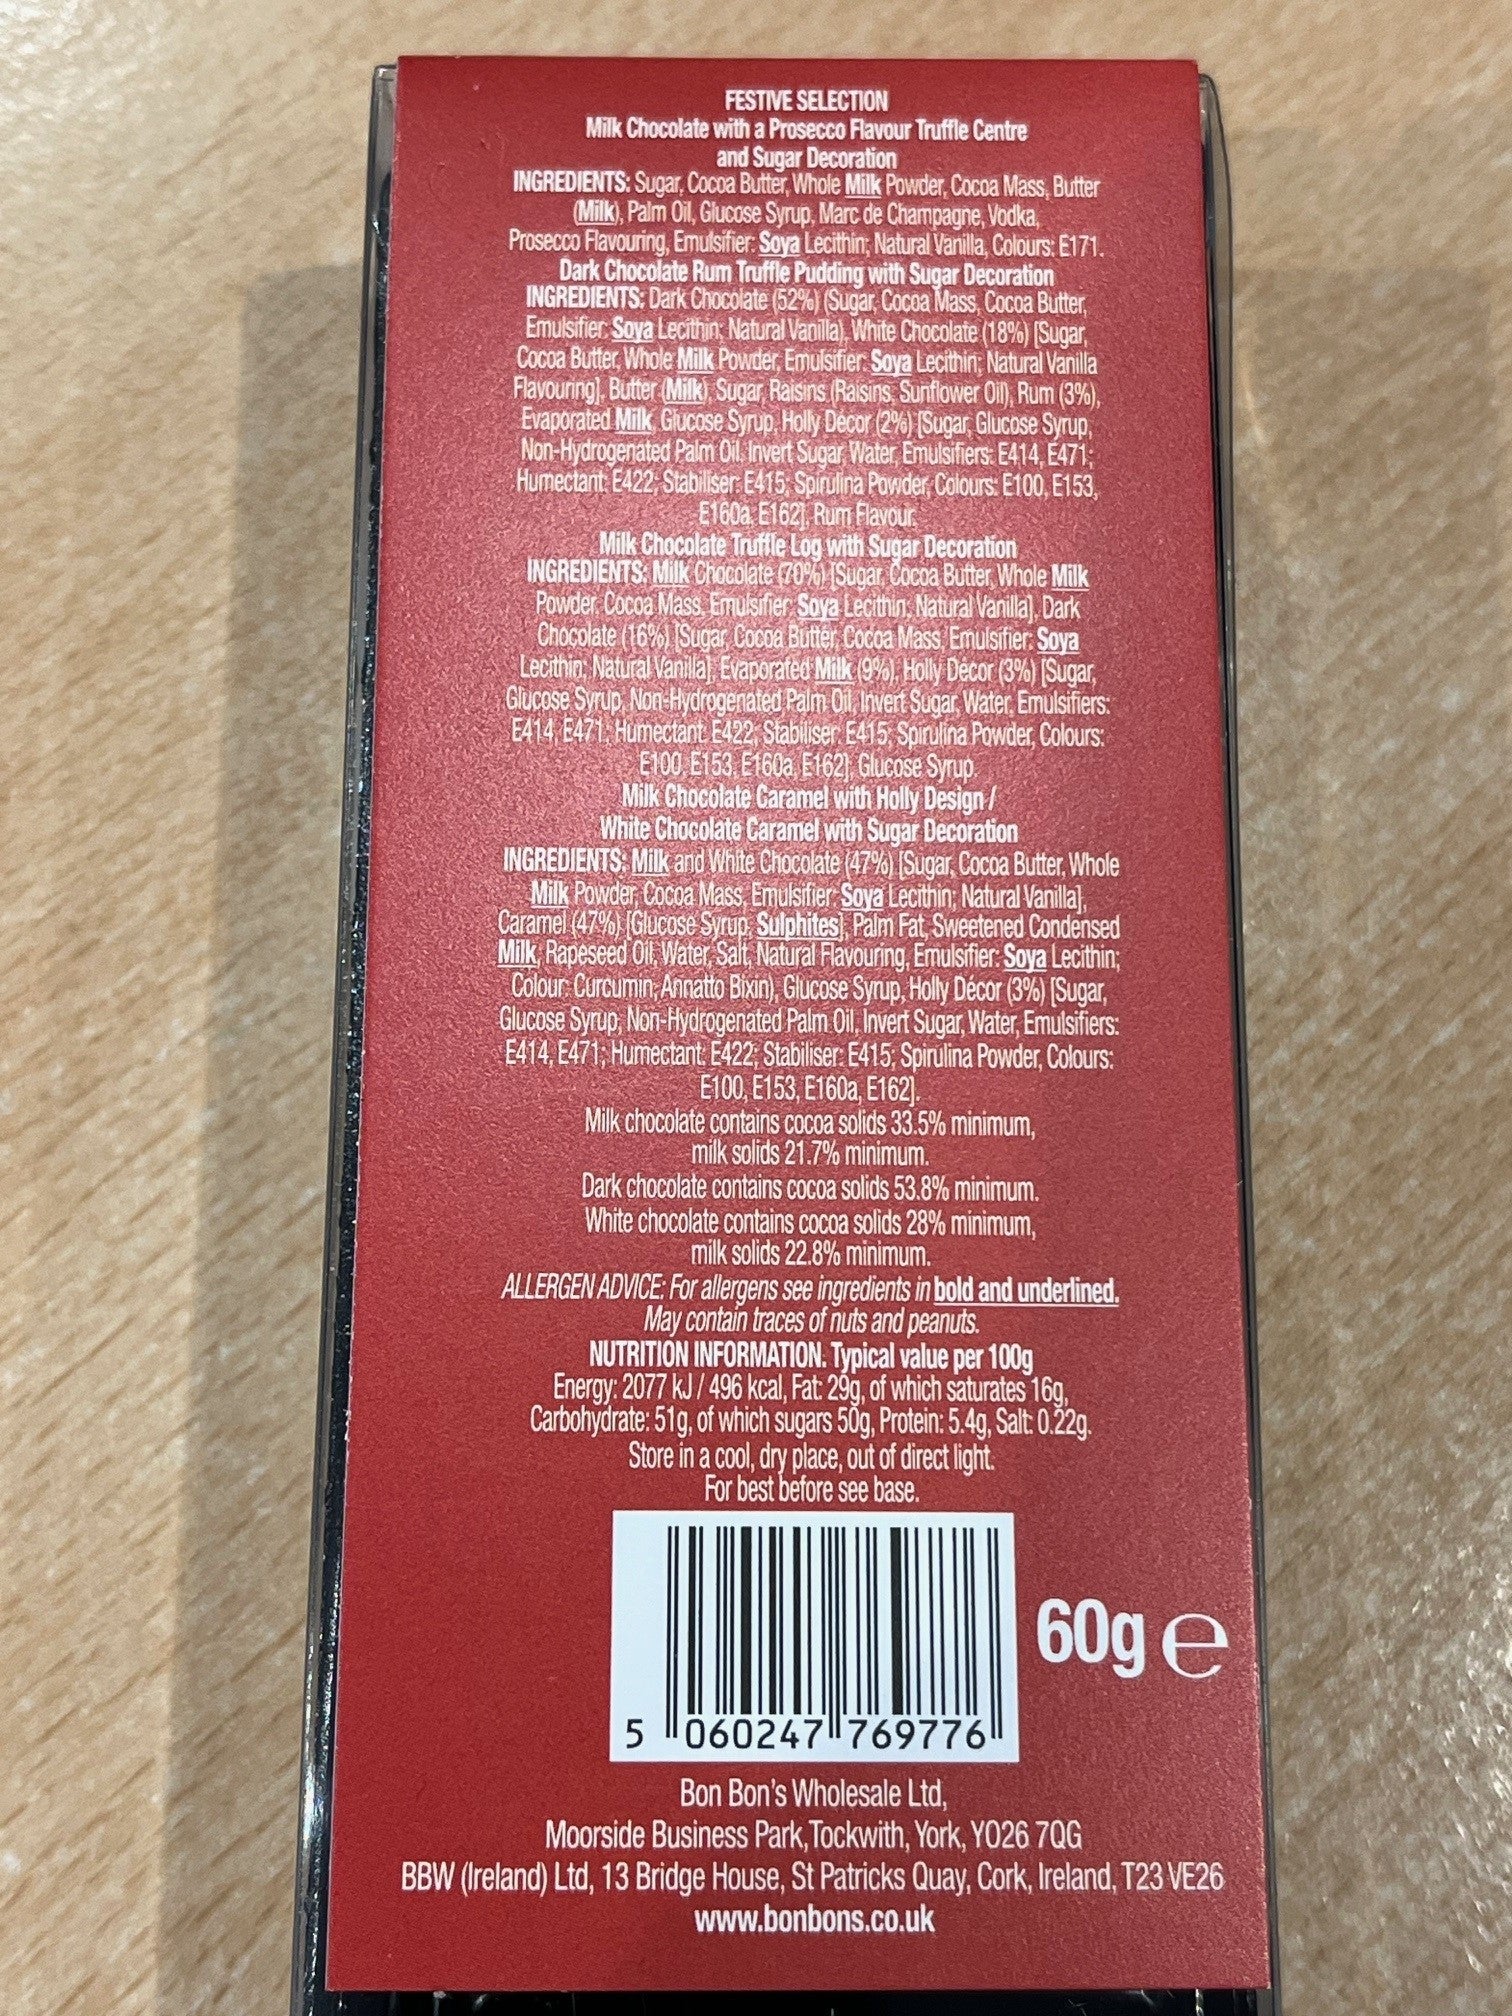 FESTIVE SELECTION
Milk Chocolate with a Prosecco Flavour Truffle Centre
and Sugar Decoration
INGREDIENTS: Sugar, Cocoa Butter, Whole Milk Powder, Cocoa Mass, Butter
(Milk), Palm Oil, Glucose Syrup, Marc de Champagne, Vodka,
Prosecco Flavouring, Emulsifier: Soya Lecithin; Natural Vanilla, Colours: E171.
Dark Chocolate Rum Truffle Pudding with Sugar Decoration
INGREDIENTS: Dark Chocolate (52%) (Sugar, Cocoa Mass, Cocoa Butter,
Emulsifier: Soya Lecithin; Natural Vanilla), White Chocolate (18%) [Sugar,
Cocoa Butter, Whole Milk Powder, Emulsifier: Soya Lecithin; Natural Vanilla
Flavouring], Butter (Milk), Sugar, Raisins (Raisins, Sunflower Oil), Rum (3%),
Evaporated Milk, Glucose Syrup, Holly Décor (2%) [Sugar, Glucose Syrup,
Non-Hydrogenated Palm Oil, Invert Sugar, Water, Emulsifiers: E414, E471;
Humectant: E422; Stabiliser: E415; Spirulina Powder, Colours: E100, E153,
E160a, E162], Rum Flavour.
Milk Chocolate Truffle Log with Sugar Decoration
INGREDIENTS: Milk Chocolate (70%) [Sugar, Cocoa Butter, Whole Milk
Powder, Cocoa Mass, Emulsifier: Soya Lecithin; Natural Vanilla], Dark
Chocolate (16%) [Sugar, Cocoa Butter, Cocoa Mass, Emulsifier: Soya
Lecithin; Natural Vanilla], Evaporated Milk (9%), Holly Décor (3%) [Sugar,
Glucose Syrup, Non-Hydrogenated Palm Oil, Invert Sugar, Water, Emulsifiers:
E414, E471; Humectant: E422; Stabiliser: E415; Spirulina Powder, Colours:
E100, E153, E160a, E162], Glucose Syrup.
Milk Chocolate Caramel with Holly Design /
White Chocolate Caramel with Sugar Decoration
INGREDIENTS: Milk and White Chocolate (47%) [Sugar, Cocoa Butter, Whole
Milk Powder, Cocoa Mass, Emulsifier: Soya Lecithin; Natural Vanilla],
Caramel (47%) [Glucose Syrup, Sulphites], Palm Fat, Sweetened Condensed
Milk, Rapeseed Oil, Water, Salt, Natural Flavouring, Emulsifier: Soya Lecithin;
Colour: Curcumin, Annatto Bixin), Glucose Syrup, Holly Décor (3%) [Sugar,
Glucose Syrup, Non-Hydrogenated Palm Oil, Invert Sugar, Water, Emulsifiers:
E414, E471; Humectant: E422; Stabiliser: E415; Spirulina Powder, Colours:
E100, E153, E160a, E162].
Milk chocolate contains cocoa solids 33.5% minimum,
milk solids 21.7% minimum.
Dark chocolate contains cocoa solids 53.8% minimum.
White chocolate contains cocoa solids 28% minimum,
milk solids 22.8% minimum.
ALLERGEN ADVICE: For allergens see ingredients in bold and underlined.
May contain traces of nuts and peanuts.
NUTRITION INFORMATION. Typical value per 100g
Energy: 2077 kJ / 496 kcal, Fat: 29g, of which saturates 16g,
Carbohydrate: 51g, of which sugars 50g, Protein: 5.4g, Salt: 0.22g.
Store in a cool, dry place, out of direct light.
For best before see base.
60g e
5 060247 769776
Bon Bon's Wholesale Ltd,
Moorside Business Park, Tockwith, York, YO26 7QG
BBW (Ireland) Ltd, 13 Bridge House, St Patricks Quay, Cork, Ireland, T23 VE26
www.bonbons.co.uk